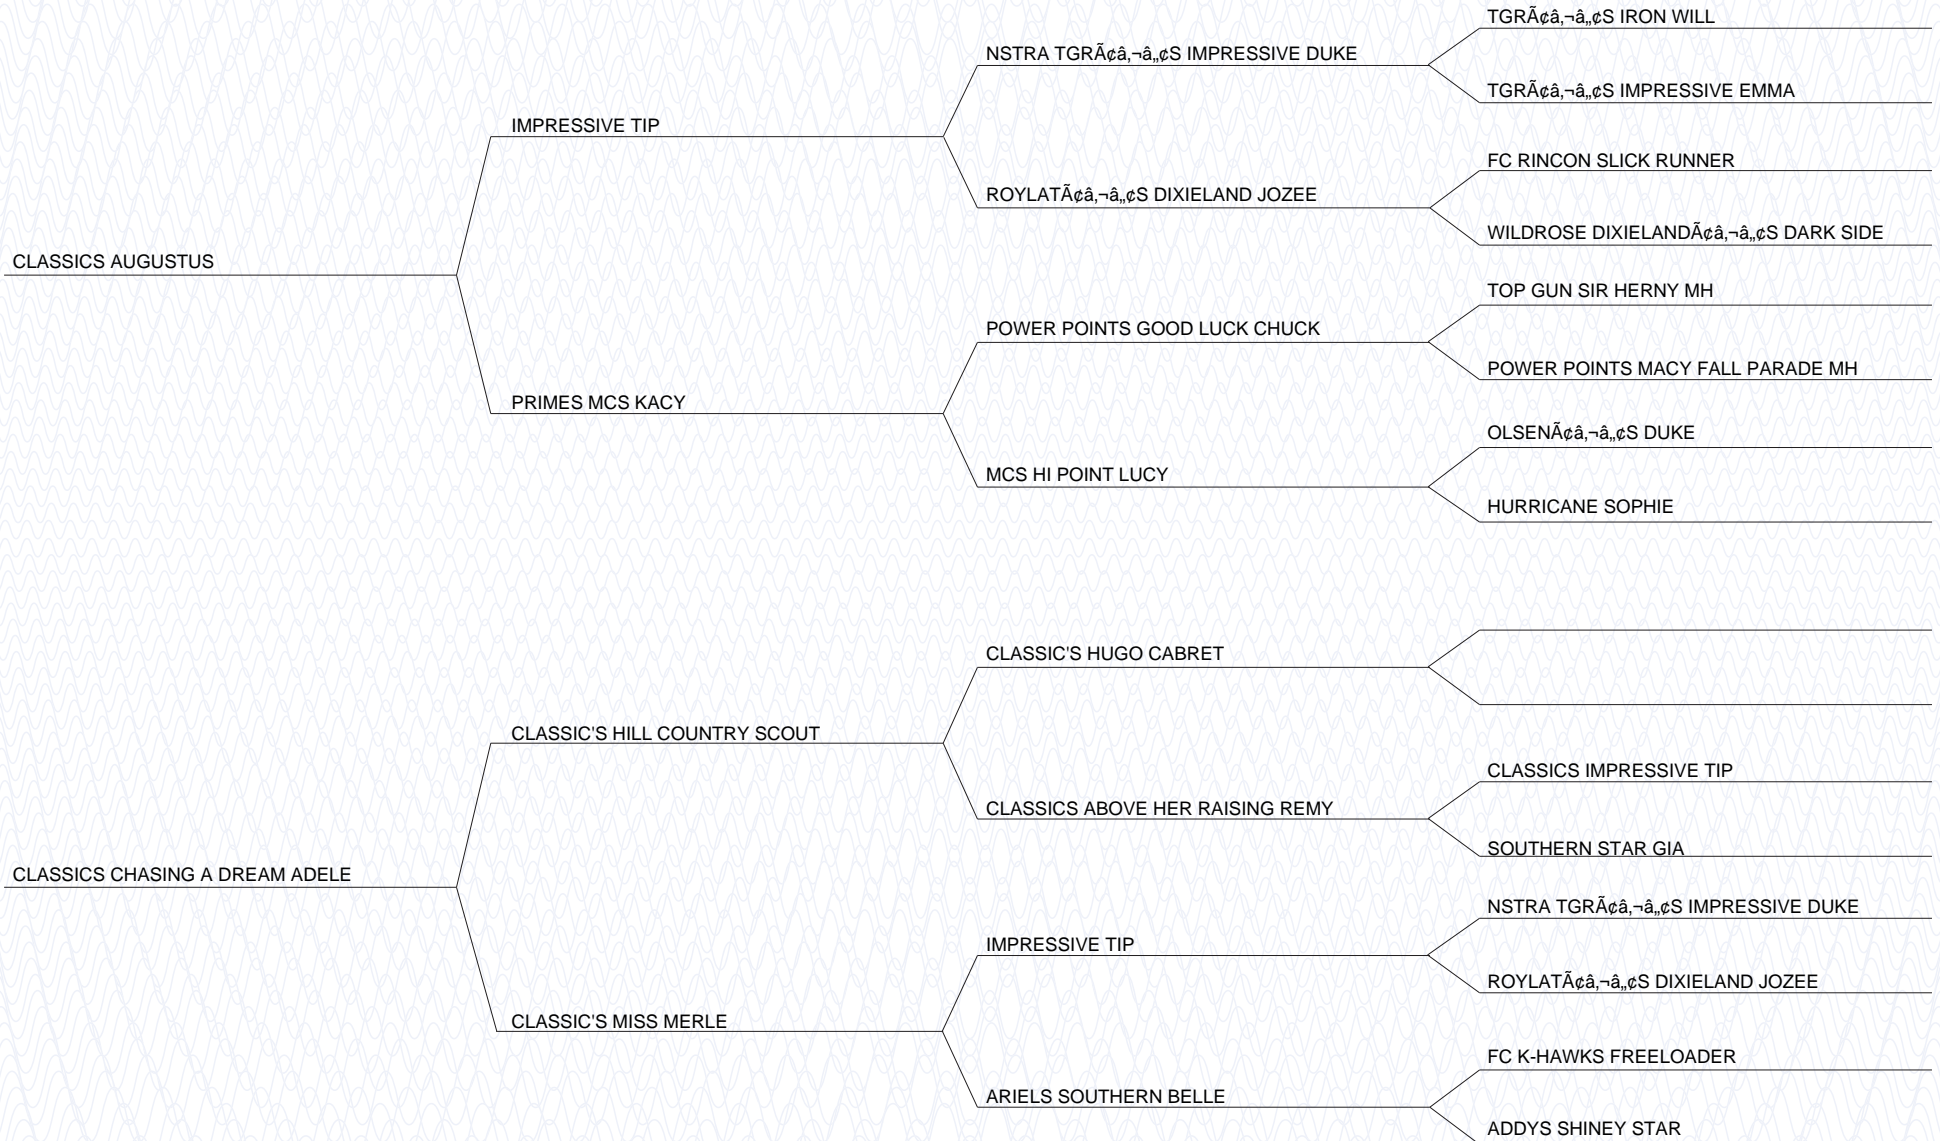 TGRÃ¢â‚¬â„¢S IRON WILL
NSTRA TGRÃ¢â‚¬â„¢S IMPRESSIVE DUKE
TGRÃ¢â‚¬â„¢S IMPRESSIVE EMMA
IMPRESSIVE TIP
FC RINCON SLICK RUNNER
ROYLATÃ¢â‚¬â„¢S DIXIELAND JOZEE
WILDROSE DIXIELANDÃ¢â‚¬â„¢S DARK SIDE
CLASSICS AUGUSTUS
TOP GUN SIR HERNY MH
POWER POINTS GOOD LUCK CHUCK
POWER POINTS MACY FALL PARADE MH
PRIMES MCS KACY
OLSENÃ¢â‚¬â„¢S DUKE
MCS HI POINT LUCY
HURRICANE SOPHIE
CLASSIC'S HUGO CABRET
CLASSIC'S HILL COUNTRY SCOUT
CLASSICS IMPRESSIVE TIP
CLASSICS ABOVE HER RAISING REMY
SOUTHERN STAR GIA
CLASSICS CHASING A DREAM ADELE
NSTRA TGRÃ¢â‚¬â„¢S IMPRESSIVE DUKE
IMPRESSIVE TIP
ROYLATÃ¢â‚¬â„¢S DIXIELAND JOZEE
CLASSIC'S MISS MERLE
FC K-HAWKS FREELOADER
ARIELS SOUTHERN BELLE
ADDYS SHINEY STAR